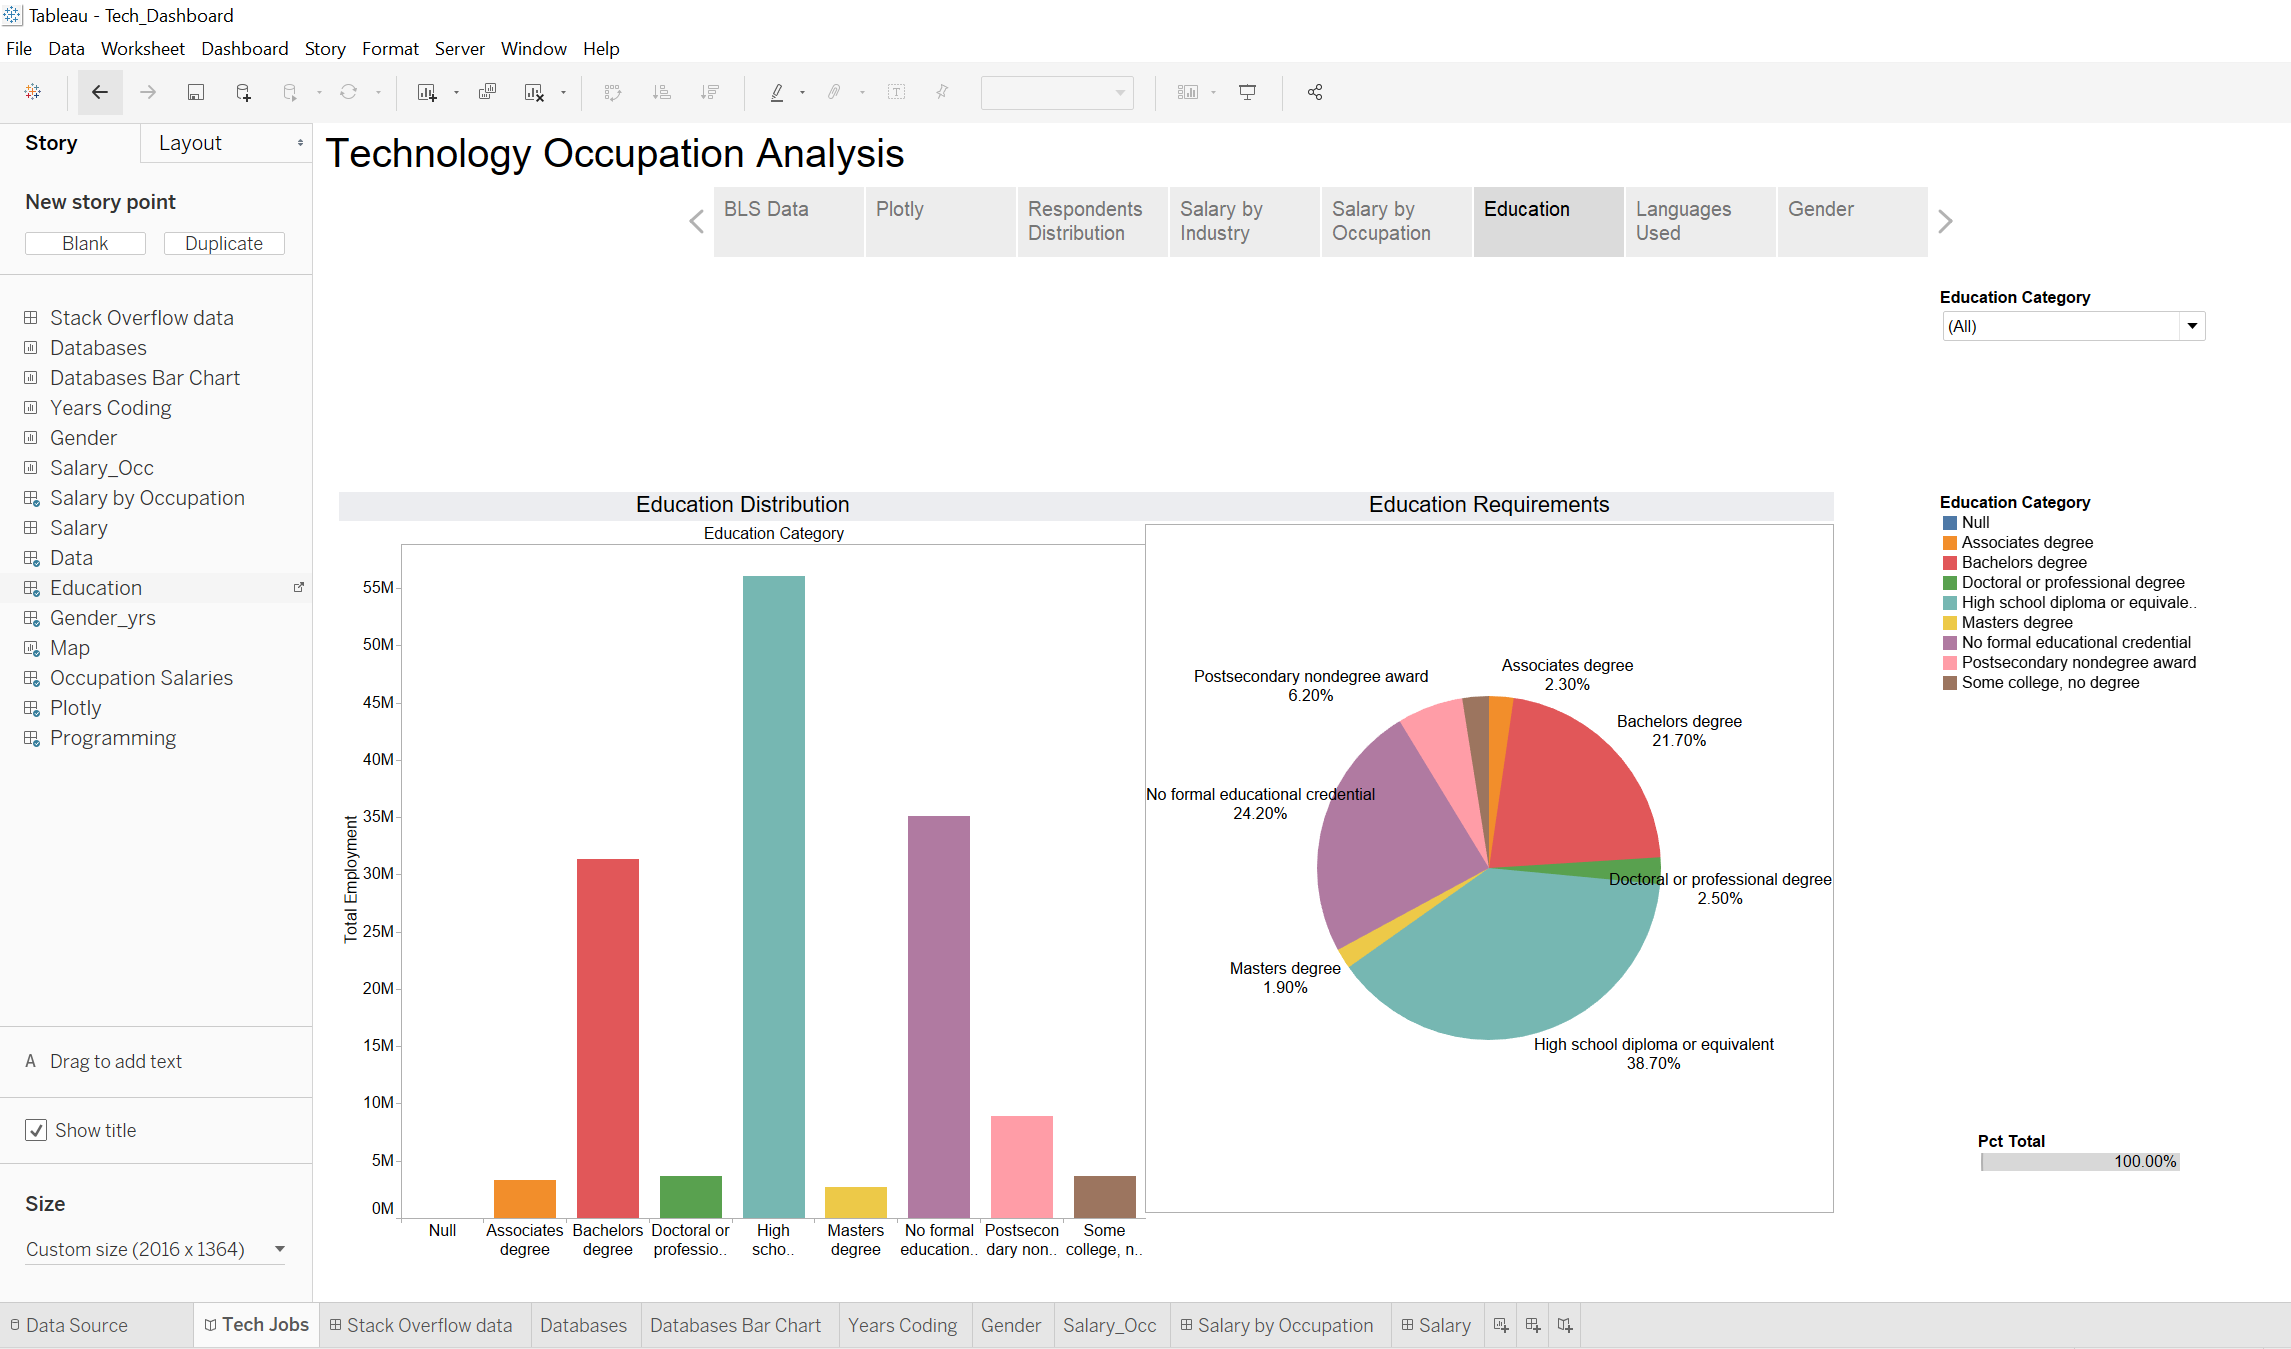 Tableau - Tech_Dashboard
File Data Worksheet Dashboard Story Format Server Window Help
Story Layout
New story point
Blank Duplicate
Stack Overflow data
Databases
Databases Bar Chart
Years Coding
Gender
Salary_Occ
Salary by Occupation
Salary
Data
Education
Gender_yrs
Map
Occupation Salaries
Plotly
Programming
A Drag to add text
Show title
Size
Custom size (2016 x 1364)
Technology Occupation Analysis
BLS Data
Plotly
Respondents
Distribution
Salary by
Industry
Salary by
Occupation
Education
Languages
Used
Gender
Education Category
(All)
Education Distribution
Education Category
Total Employment
55M
50M
45M
40M
35M
30M
25M
20M
15M
10M
5M
0M
Null
Associates
degree
Bachelors
degree
Doctoral or
professio..
High
scho..
Masters
degree
No formal
education..
Postsecon
dary non..
Some
college, n..
Education Requirements
Associates degree
2.30%
Postsecondary nondegree award
6.20%
Bachelors degree
21.70%
No formal educational credential
24.20%
Doctoral or professional degree
2.50%
Masters degree
1.90%
High school diploma or equivalent
38.70%
Education Category
Null
Associates degree
Bachelors degree
Doctoral or professional degree
High school diploma or equivale..
Masters degree
No formal educational credential
Postsecondary nondegree award
Some college, no degree
Pct Total
100.00%
Data Source Tech Jobs Stack Overflow data Databases Databases Bar Chart Years Coding Gender Salary_Occ Salary by Occupation Salary